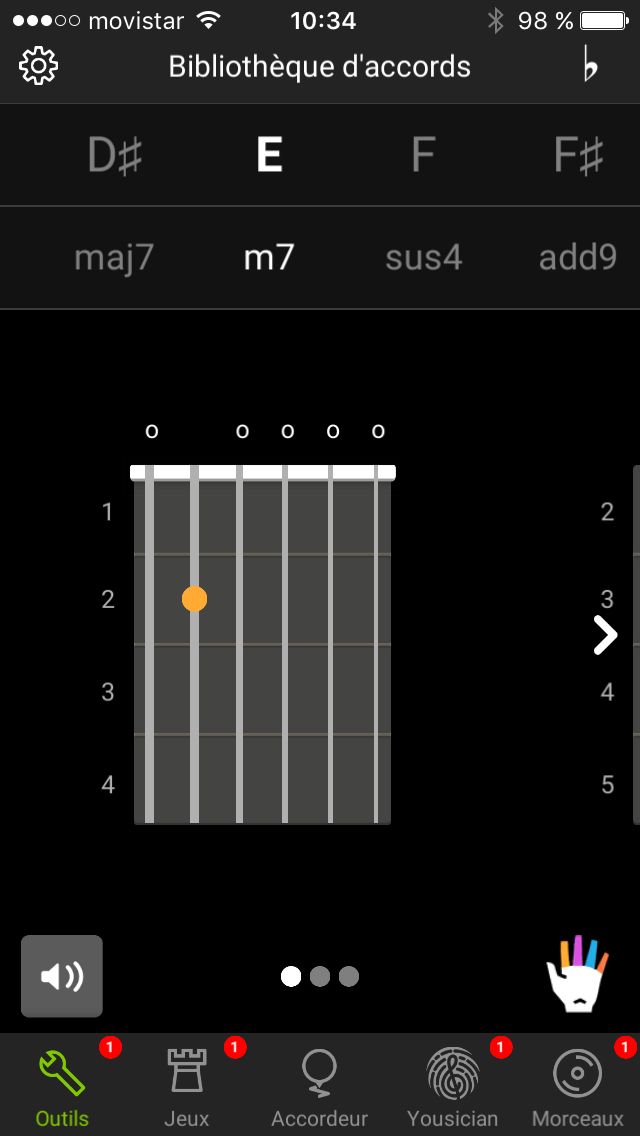 movistar 10:34 98 %
Bibliothèque d'accords ♭
D♯ E F F♯
maj7 m7 sus4 add9
o o o o o
1 2
2 3
3 4
4 5
1 1 1 1
Outils Jeux Accordeur Yousician Morceaux